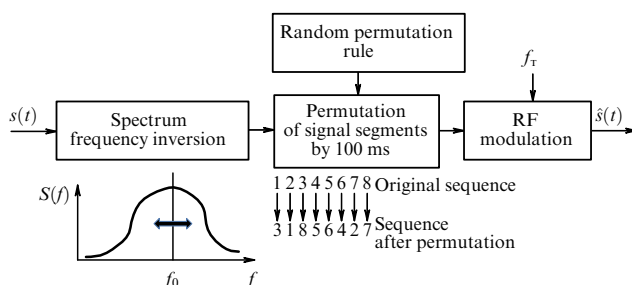 Random permutation
rule
f_T
s(t)
Spectrum
frequency inversion
Permutation
of signal segments
by 100 ms
RF
modulation
ŝ(t)
S(f)
f_0
f
1 2 3 4 5 6 7 8 Original sequence
3 1 8 5 6 4 2 7 Sequence
after permutation